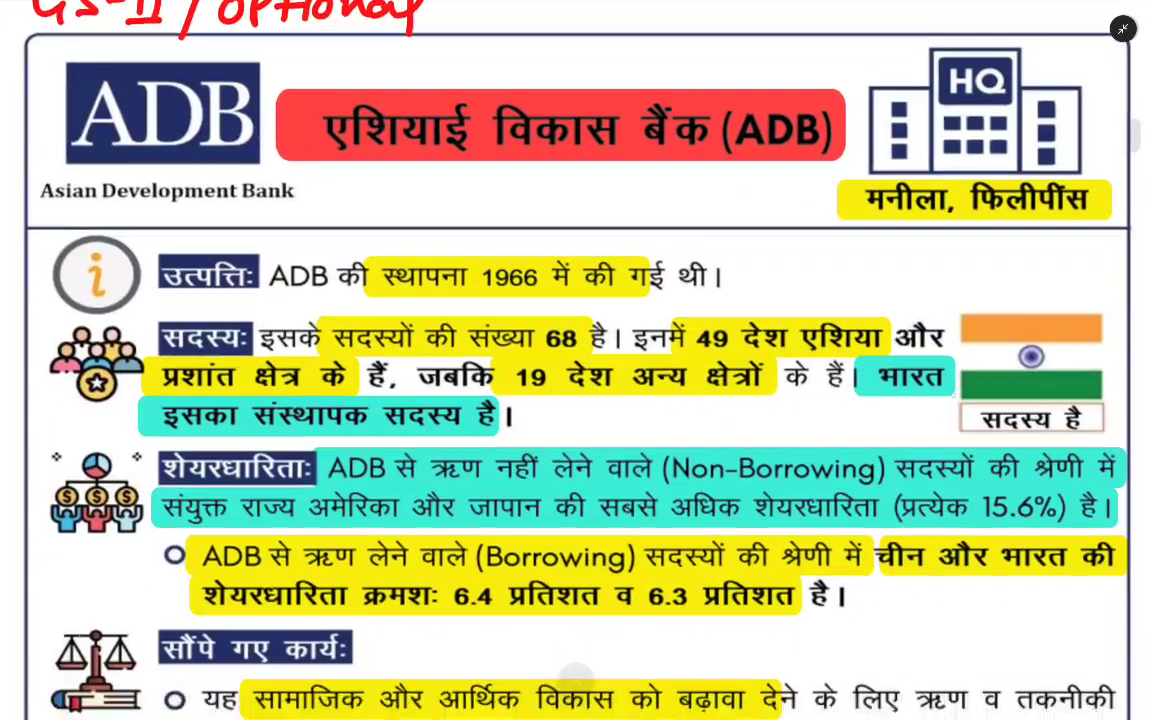 GS-II / Optional
ADB
एशियाई विकास बैंक (ADB)
HQ
Asian Development Bank
मनीला, फिलीपींस
उत्पत्ति: ADB की स्थापना 1966 में की गई थी।
सदस्य: इसके सदस्यों की संख्या 68 है। इनमें 49 देश एशिया और
प्रशांत क्षेत्र के हैं, जबकि 19 देश अन्य क्षेत्रों के हैं। भारत
इसका संस्थापक सदस्य है।
सदस्य है
शेयरधारिता: ADB से ऋण नहीं लेने वाले (Non-Borrowing) सदस्यों की श्रेणी में
संयुक्त राज्य अमेरिका और जापान की सबसे अधिक शेयरधारिता (प्रत्येक 15.6%) है।
ADB से ऋण लेने वाले (Borrowing) सदस्यों की श्रेणी में चीन और भारत की
शेयरधारिता क्रमशः 6.4 प्रतिशत व 6.3 प्रतिशत है।
सौंपे गए कार्य:
यह सामाजिक और आर्थिक विकास को बढ़ावा देने के लिए ऋण व तकनीकी